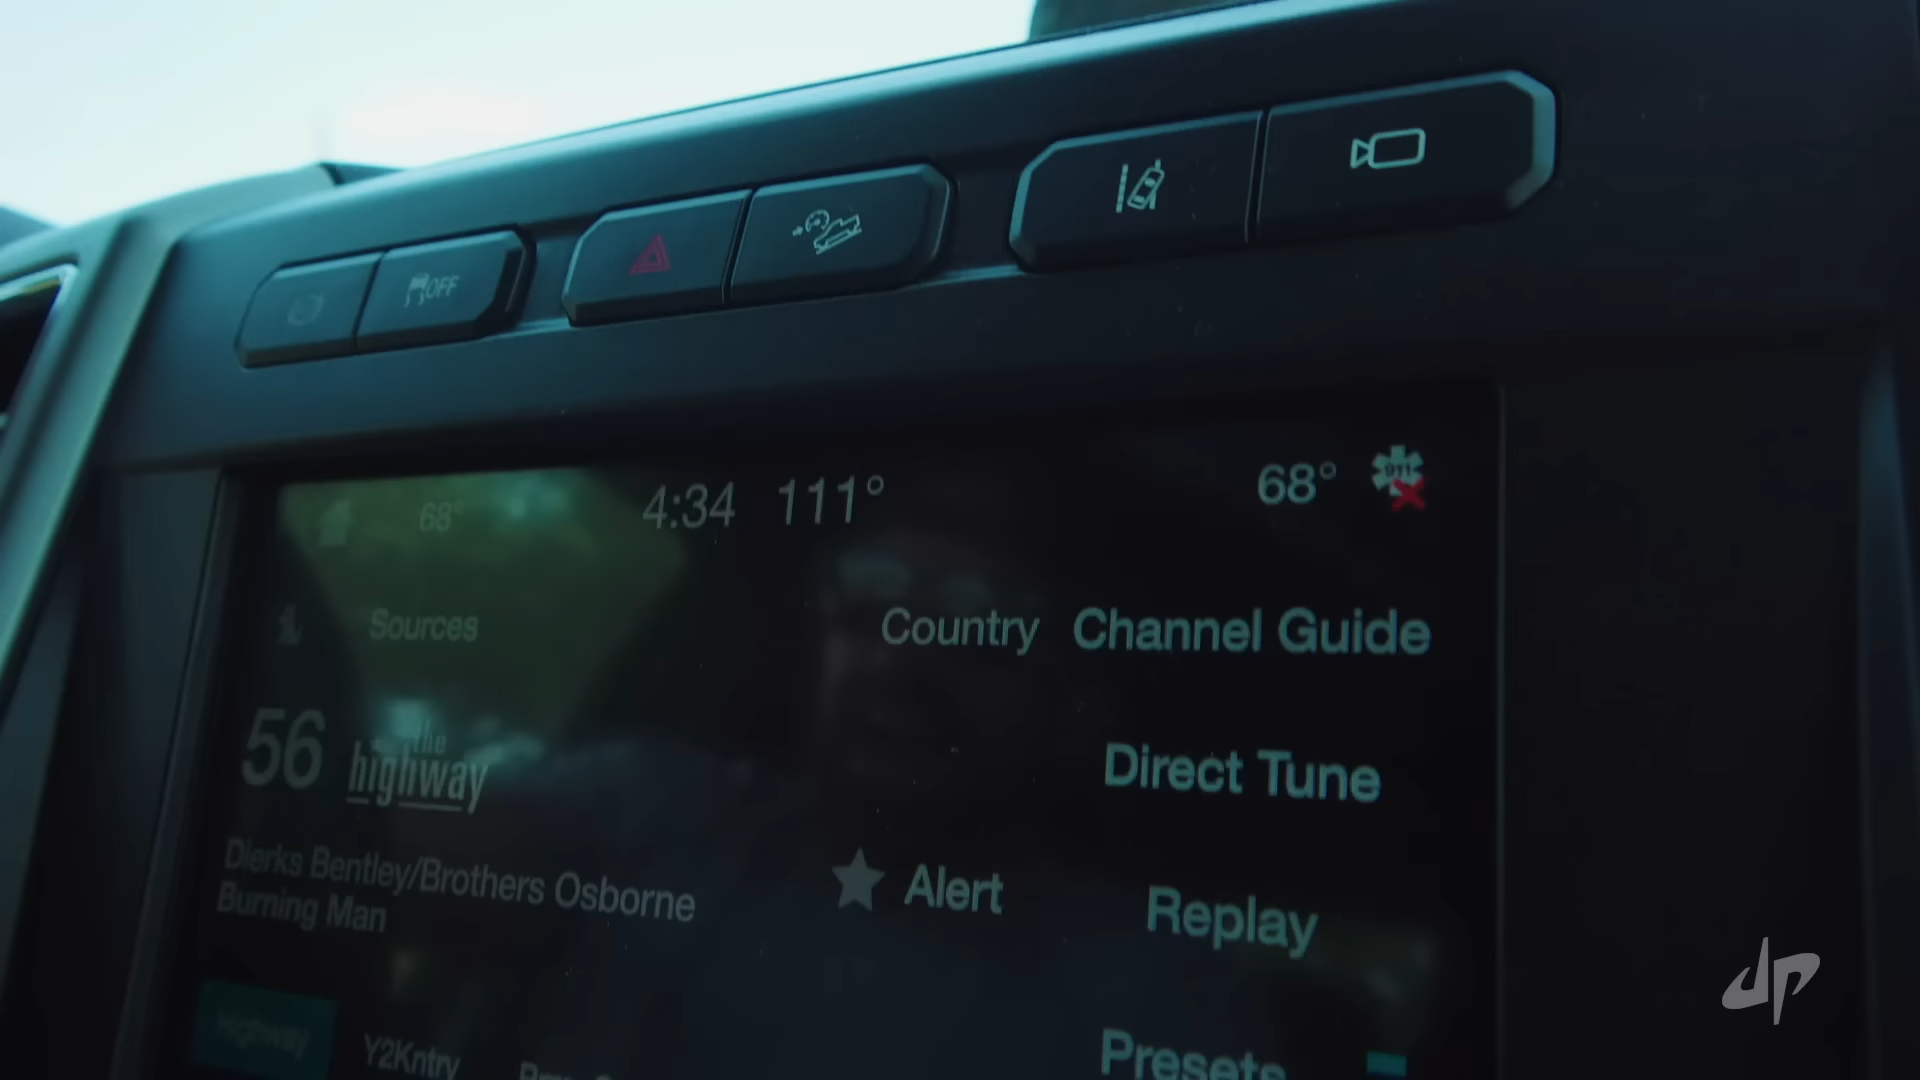 OFF
68° 4:34 111° 68° 911
Sources Country Channel Guide
56 the highway Direct Tune
Dierks Bentley/Brothers Osborne
Burning Man
Alert Replay
Highway Y2Kntry Presets
dp